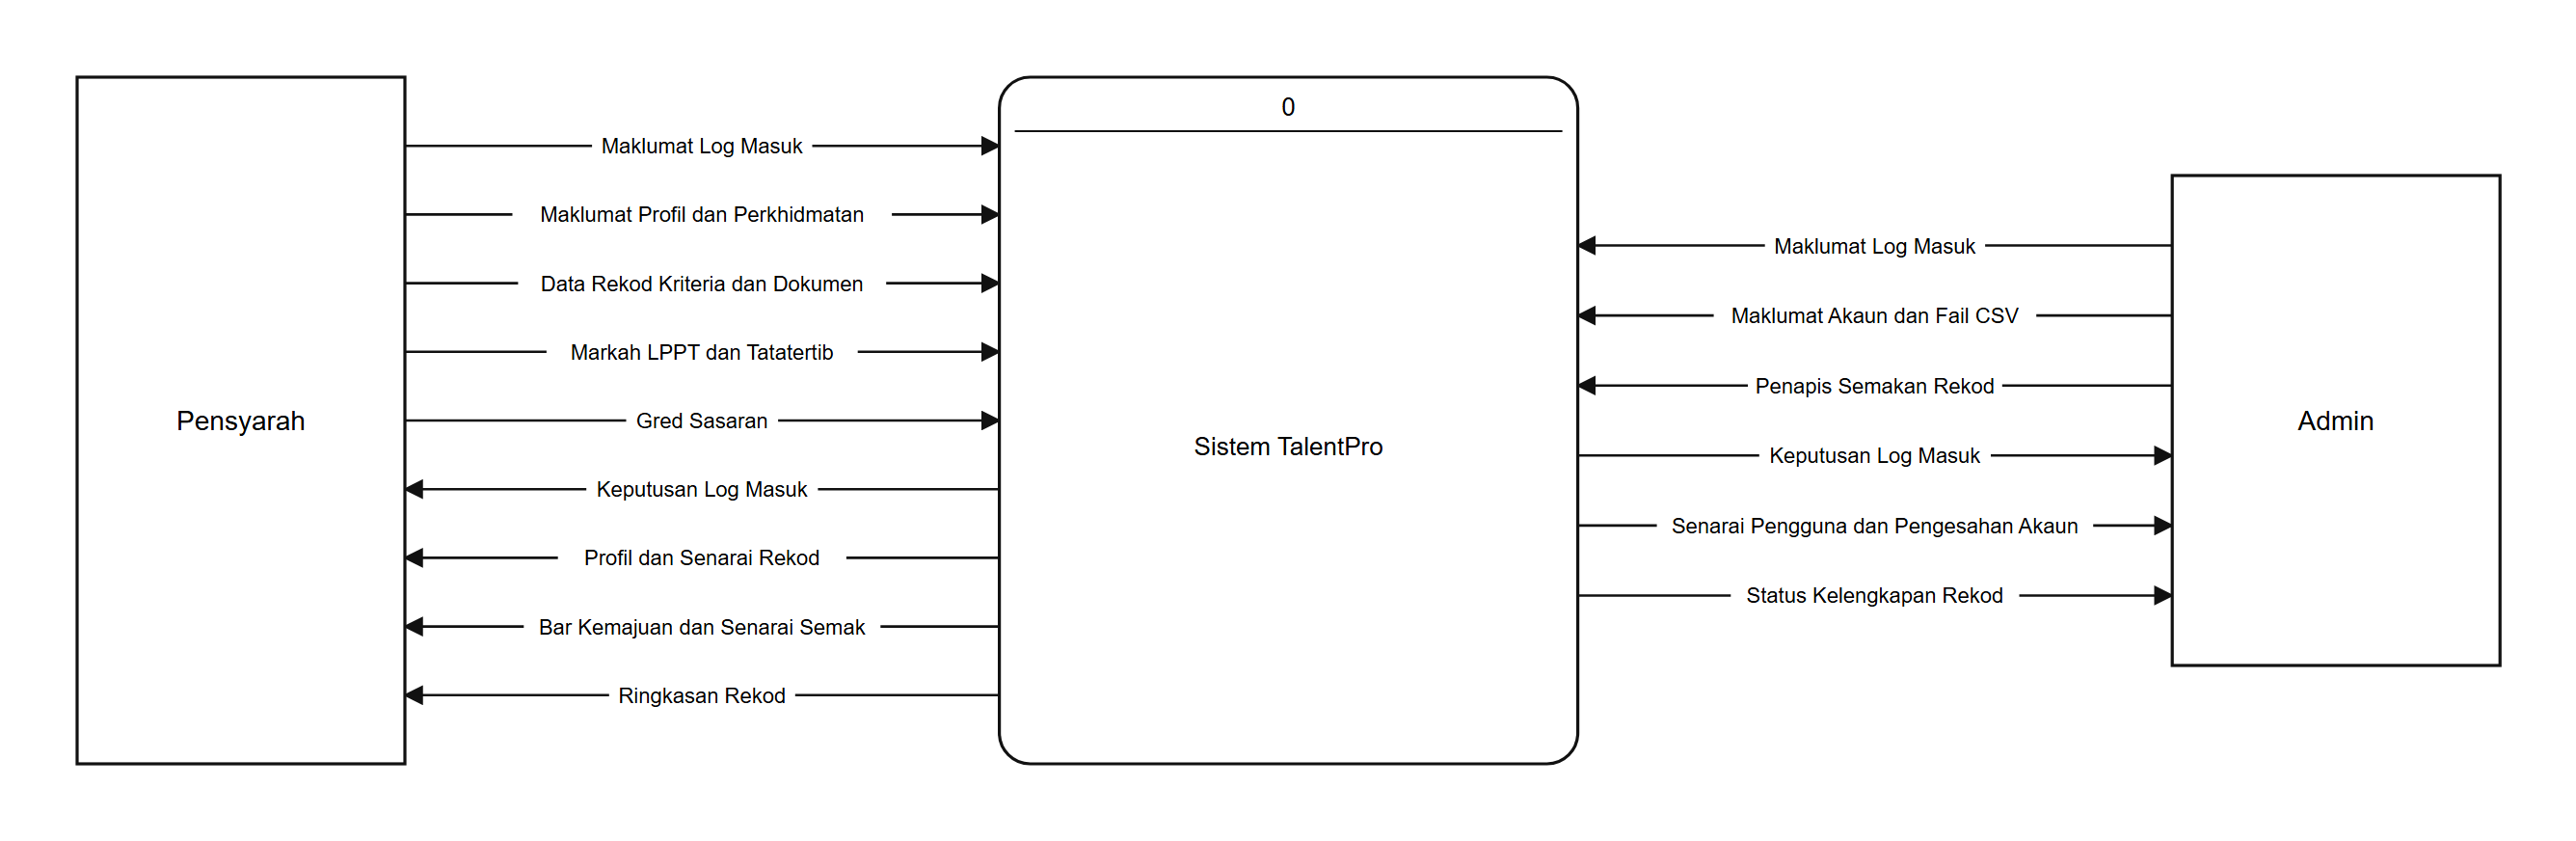 Pensyarah
Maklumat Log Masuk
Maklumat Profil dan Perkhidmatan
Data Rekod Kriteria dan Dokumen
Markah LPPT dan Tatatertib
Gred Sasaran
Keputusan Log Masuk
Profil dan Senarai Rekod
Bar Kemajuan dan Senarai Semak
Ringkasan Rekod
0
Sistem TalentPro
Maklumat Log Masuk
Maklumat Akaun dan Fail CSV
Penapis Semakan Rekod
Keputusan Log Masuk
Senarai Pengguna dan Pengesahan Akaun
Status Kelengkapan Rekod
Admin